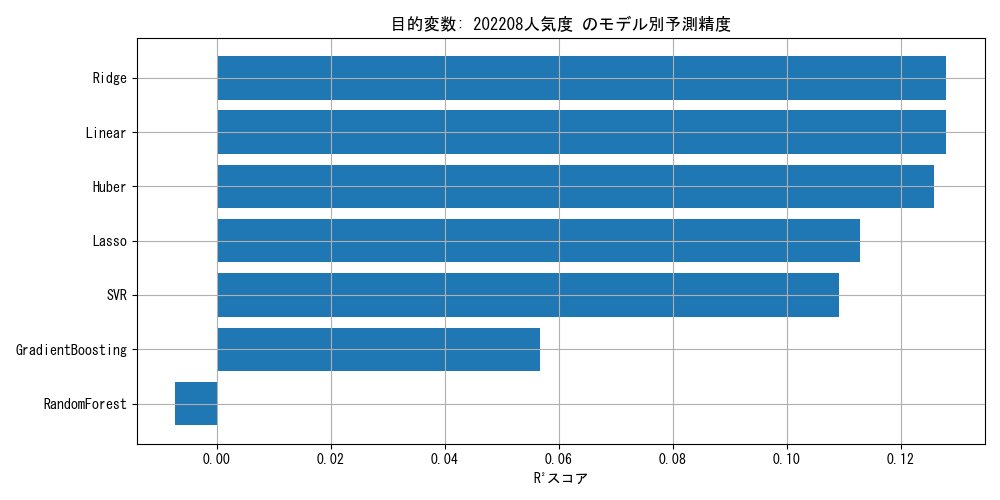 目的変数: 202208人気度 のモデル別予測精度
Ridge
Linear
Huber
Lasso
SVR
GradientBoosting
RandomForest
0.00 0.02 0.04 0.06 0.08 0.10 0.12
R²スコア